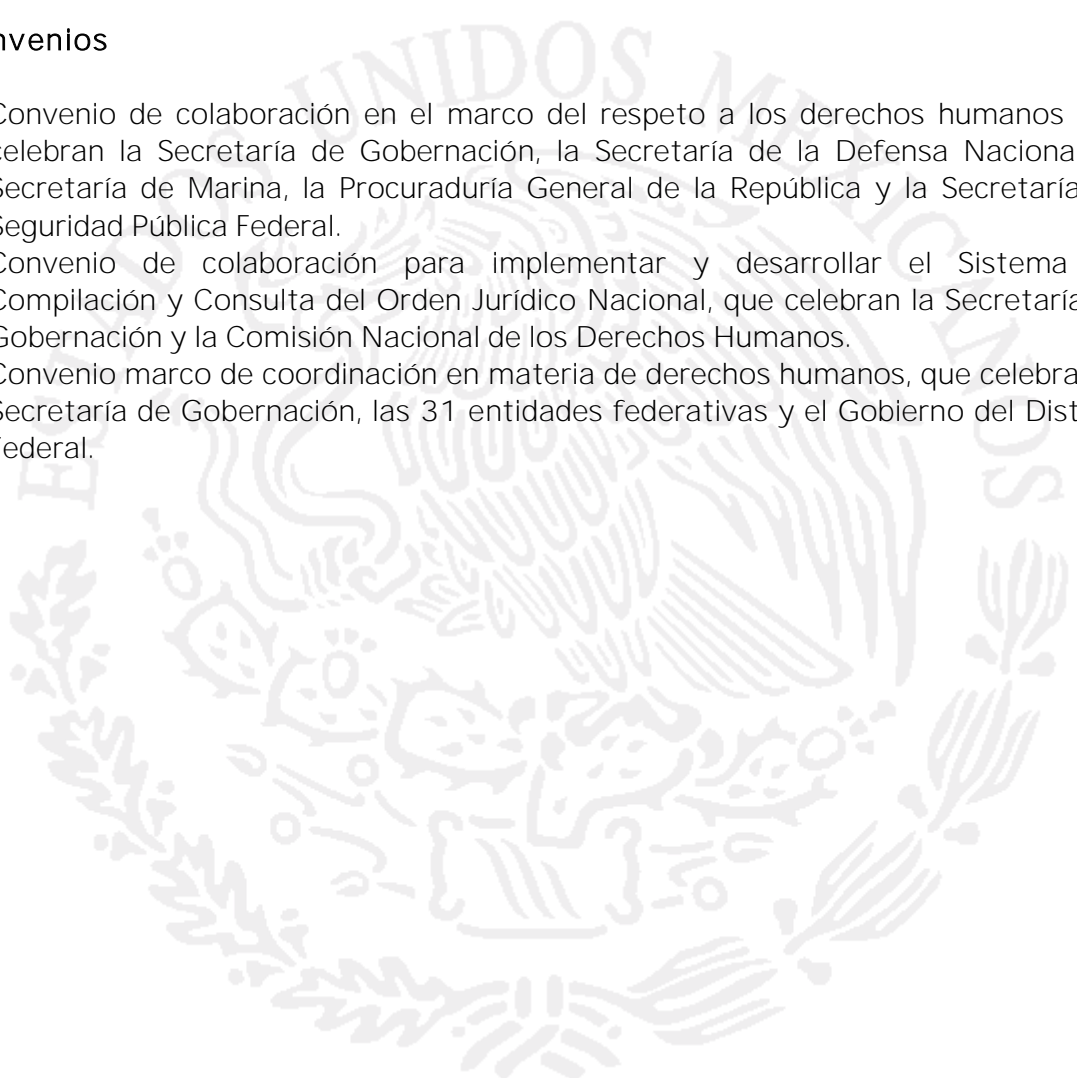 nvenios
Convenio de colaboración en el marco del respeto a los derechos humanos
celebran la Secretaría de Gobernación, la Secretaría de la Defensa Naciona
Secretaría de Marina, la Procuraduría General de la República y la Secretaría
Seguridad Pública Federal.
Convenio de colaboración para implementar y desarrollar el Sistema
Compilación y Consulta del Orden Jurídico Nacional, que celebran la Secretaría
Gobernación y la Comisión Nacional de los Derechos Humanos.
Convenio marco de coordinación en materia de derechos humanos, que celebra
Secretaría de Gobernación, las 31 entidades federativas y el Gobierno del Dist
Federal.
ESTADOS UNIDOS MEXICANOS